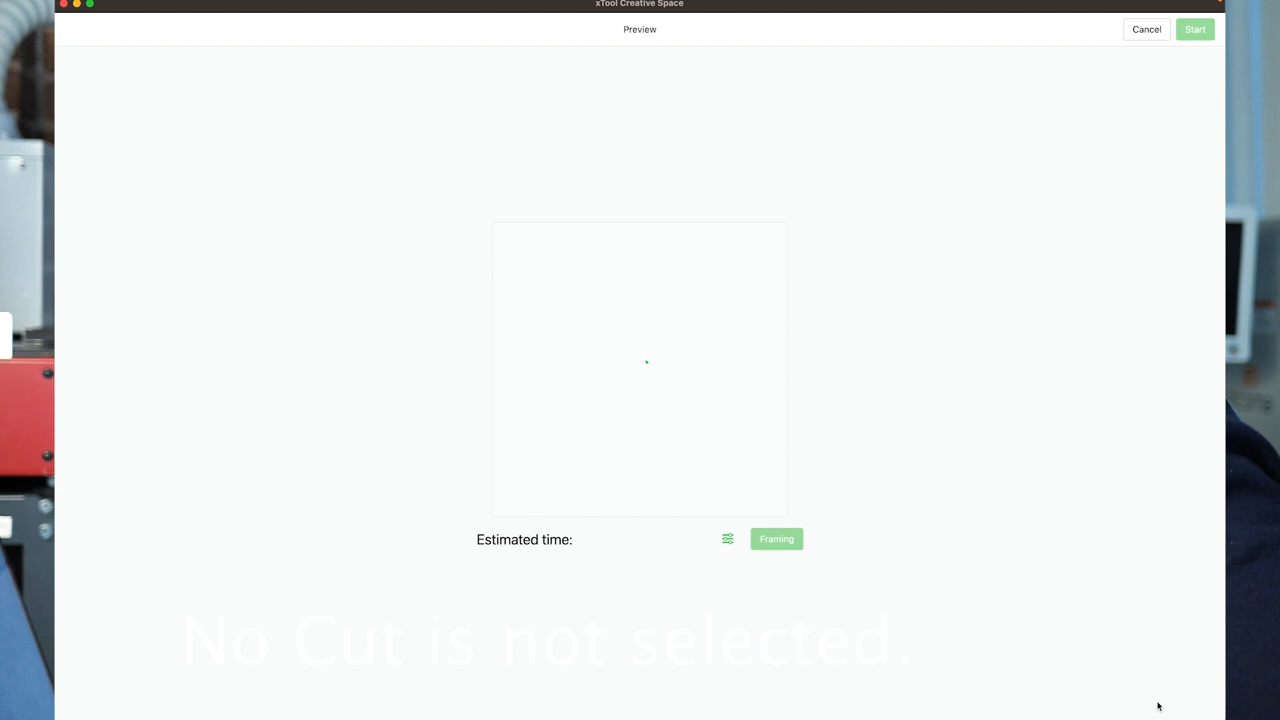 xTool Creative Space
Preview
Cancel
Start
Estimated time:
Framing
No Cut is not selected.